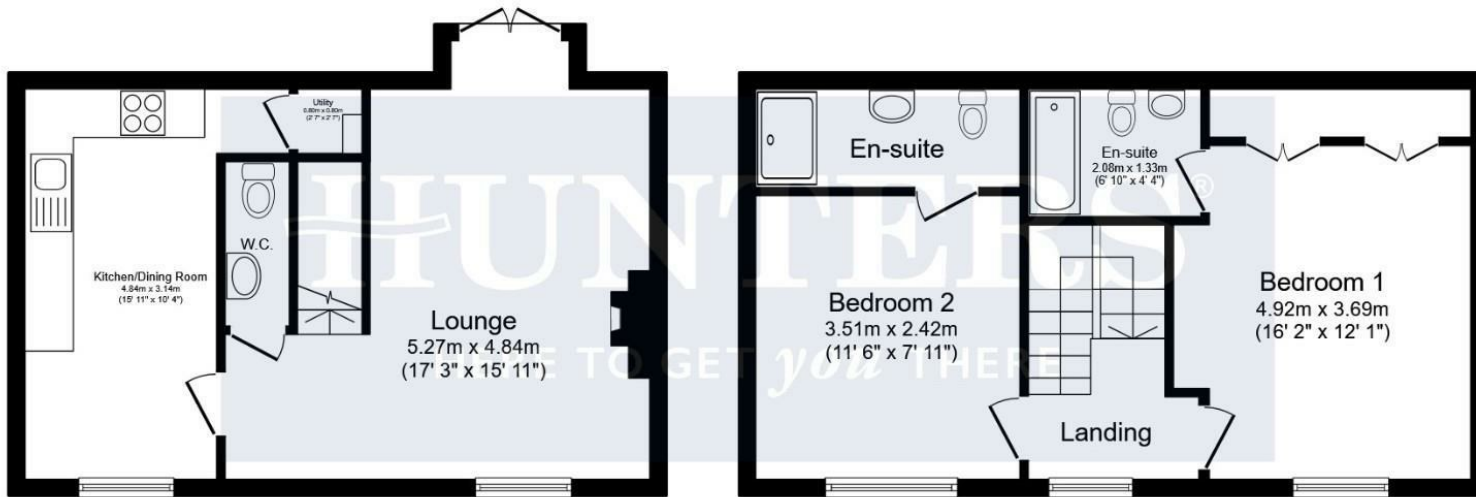 Utility
0.80m x 0.80m
(2' 7" x 2' 7")
W.C.
Kitchen/Dining Room
4.84m x 3.14m
(15' 11" x 10' 4")
Lounge
5.27m x 4.84m
(17' 3" x 15' 11")
En-suite
En-suite
2.08m x 1.33m
(6' 10" x 4' 4")
Bedroom 2
3.51m x 2.42m
(11' 6" x 7' 11")
Bedroom 1
4.92m x 3.69m
(16' 2" x 12' 1")
Landing
HUNTERS®
HERE TO GET you THERE